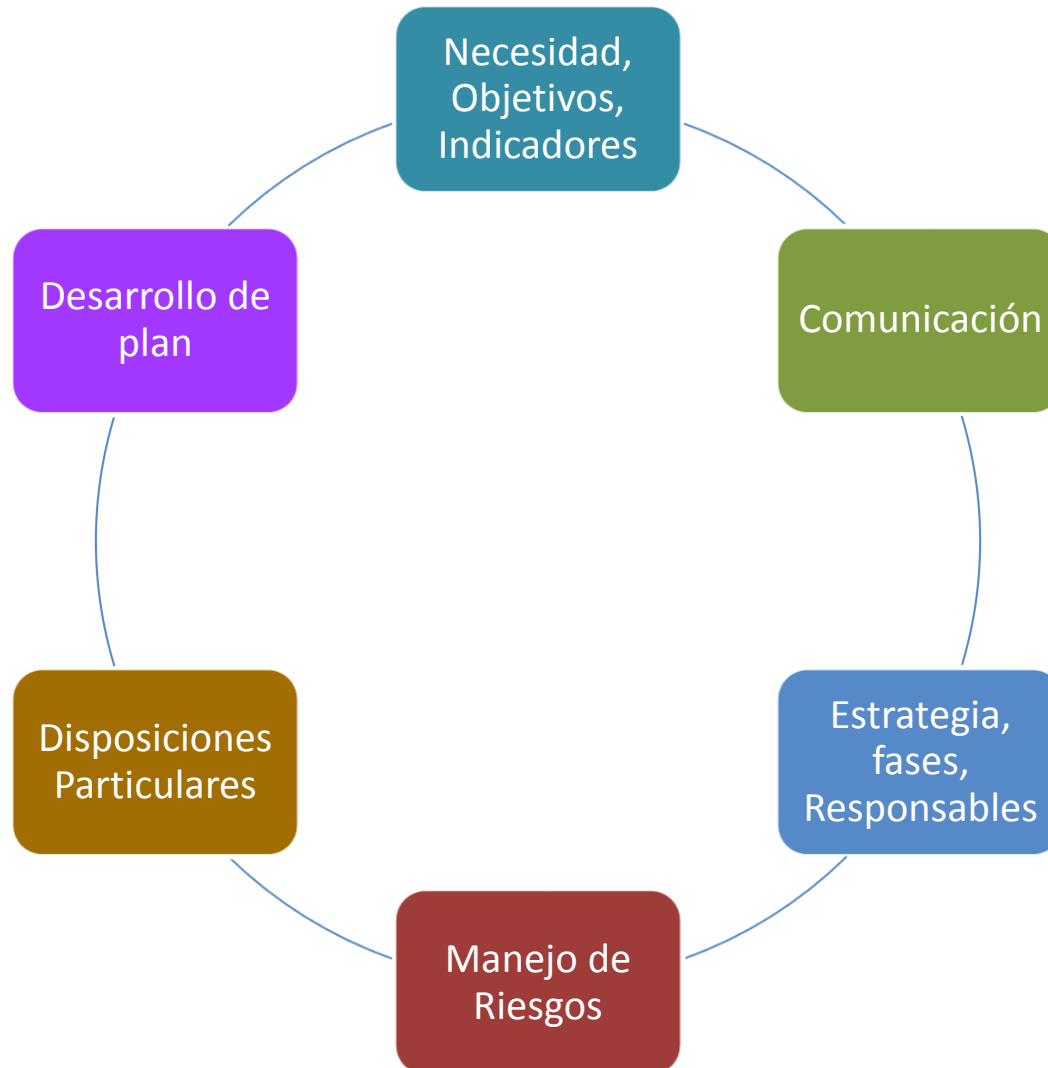 Necesidad,
Objetivos,
Indicadores
Comunicación
Estrategia,
fases,
Responsables
Manejo de
Riesgos
Disposiciones
Particulares
Desarrollo de
plan